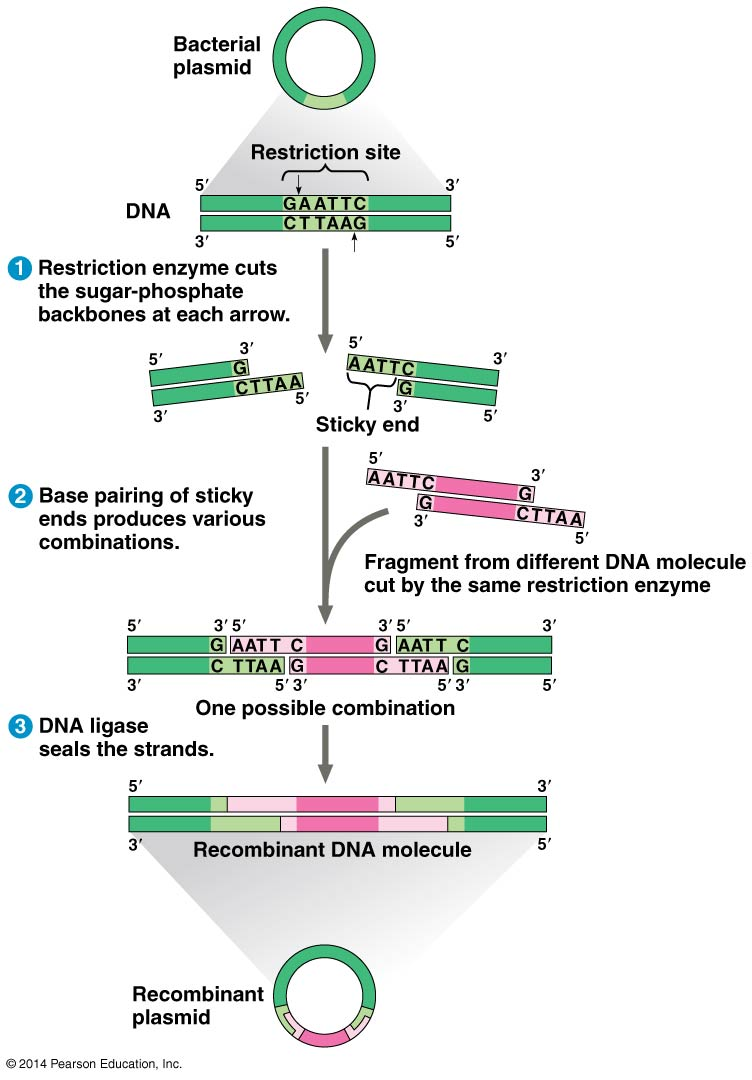 Bacterial
plasmid
Restriction site
5′ 3′
DNA
GAATTC
CTTAAG
3′ 5′
1 Restriction enzyme cuts
the sugar-phosphate
backbones at each arrow.
5′ 3′
G
CTTAA
3′ 5′
5′ 3′
AATTC
G
3′ 5′
Sticky end
2 Base pairing of sticky
ends produces various
combinations.
5′ 3′
AATTC G
G CTTAA
3′ 5′
Fragment from different DNA molecule
cut by the same restriction enzyme
5′ 3′ 5′ 3′ 5′ 3′
G AATT C G AATT C
C TTAA G C TTAA G
3′ 5′ 3′ 5′ 3′ 5′
One possible combination
3 DNA ligase
seals the strands.
5′ 3′
3′ 5′
Recombinant DNA molecule
Recombinant
plasmid
© 2014 Pearson Education, Inc.